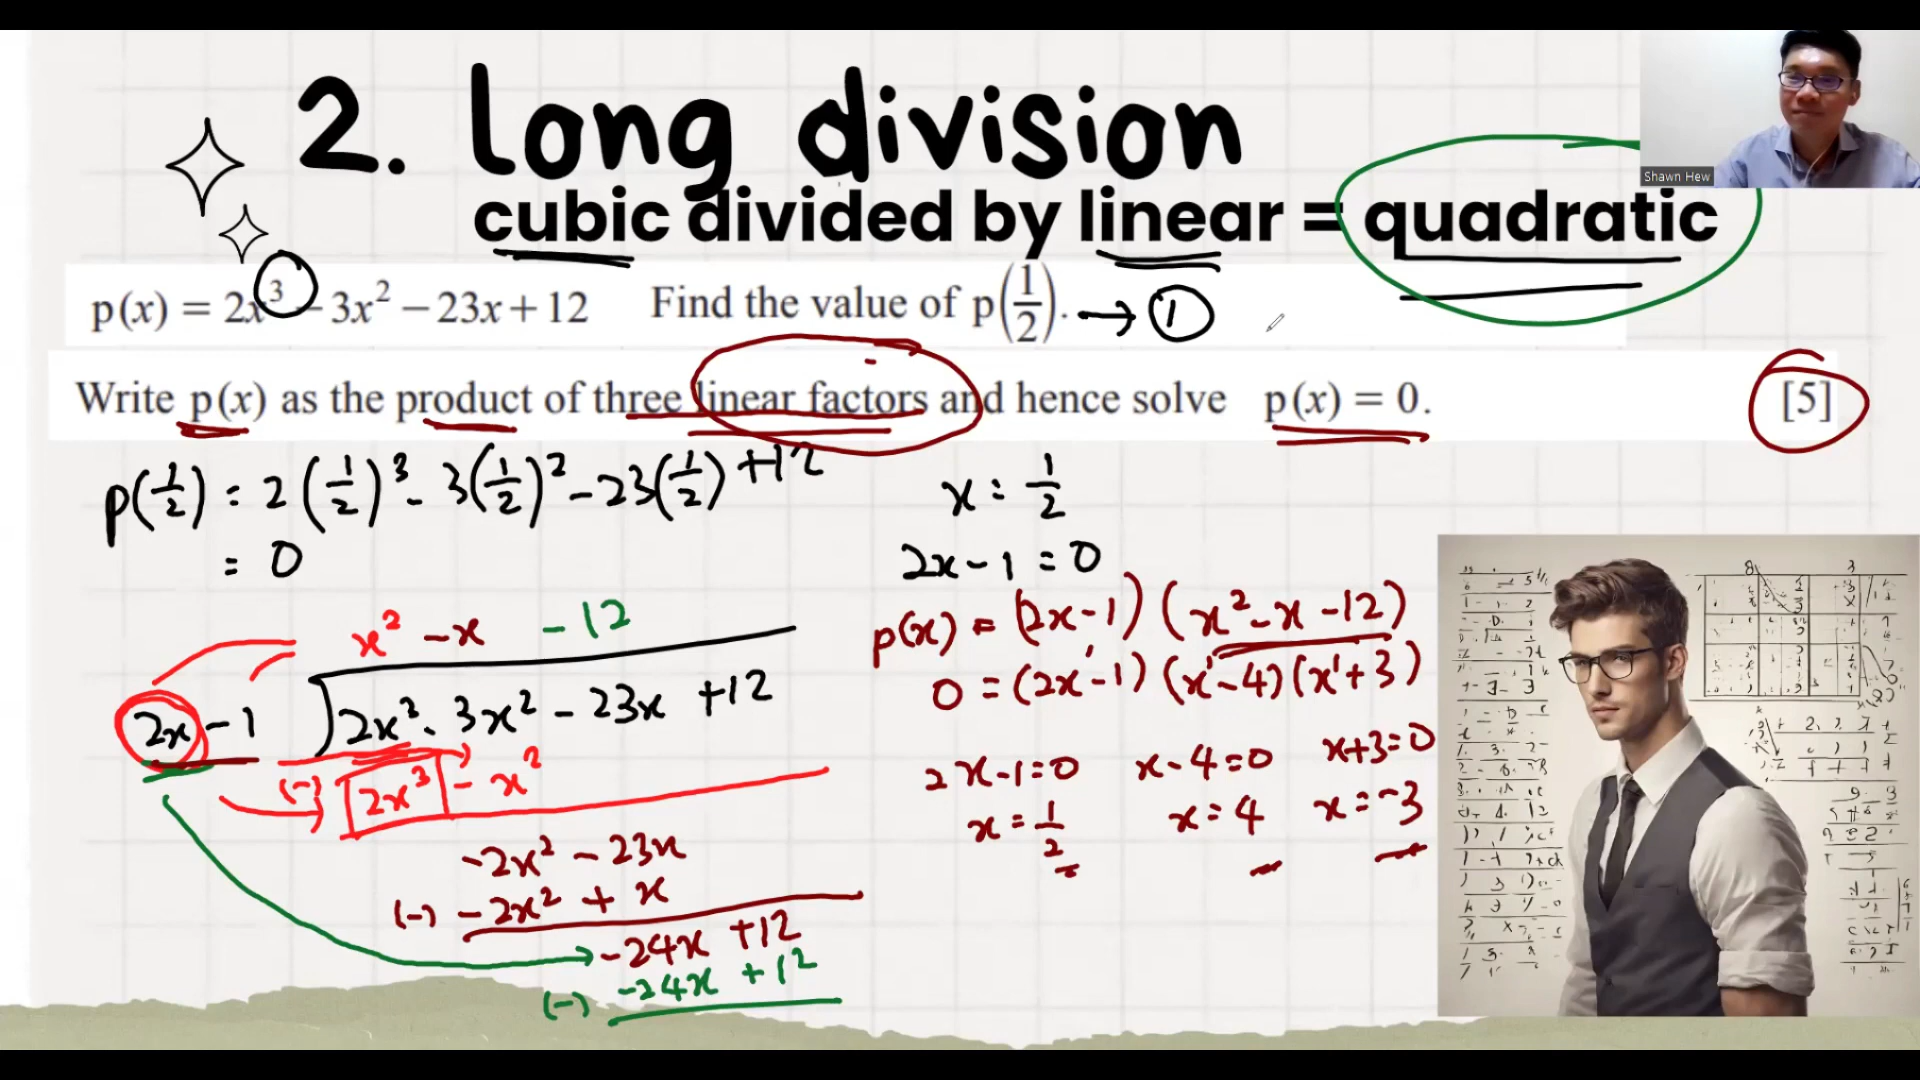 2. Long division
Shawn Hew
cubic divided by linear = quadratic
p(x) = 2x³ – 3x² – 23x + 12 Find the value of p(1/2). → ①
Write p(x) as the product of three linear factors and hence solve p(x) = 0. [5]
p(1/2) = 2(1/2)³ - 3(1/2)² - 23(1/2) + 12
= 0
x = 1/2
2x - 1 = 0
x² - x - 12
2x - 1 2x³ - 3x² - 23x + 12
(-) 2x³ - x²
-2x² - 23x
(-) -2x² + x
-24x + 12
(-) -24x + 12
p(x) = (2x-1)(x² - x - 12)
0 = (2x-1)(x-4)(x+3)
2x-1=0 x-4=0 x+3=0
x = 1/2 x = 4 x = -3